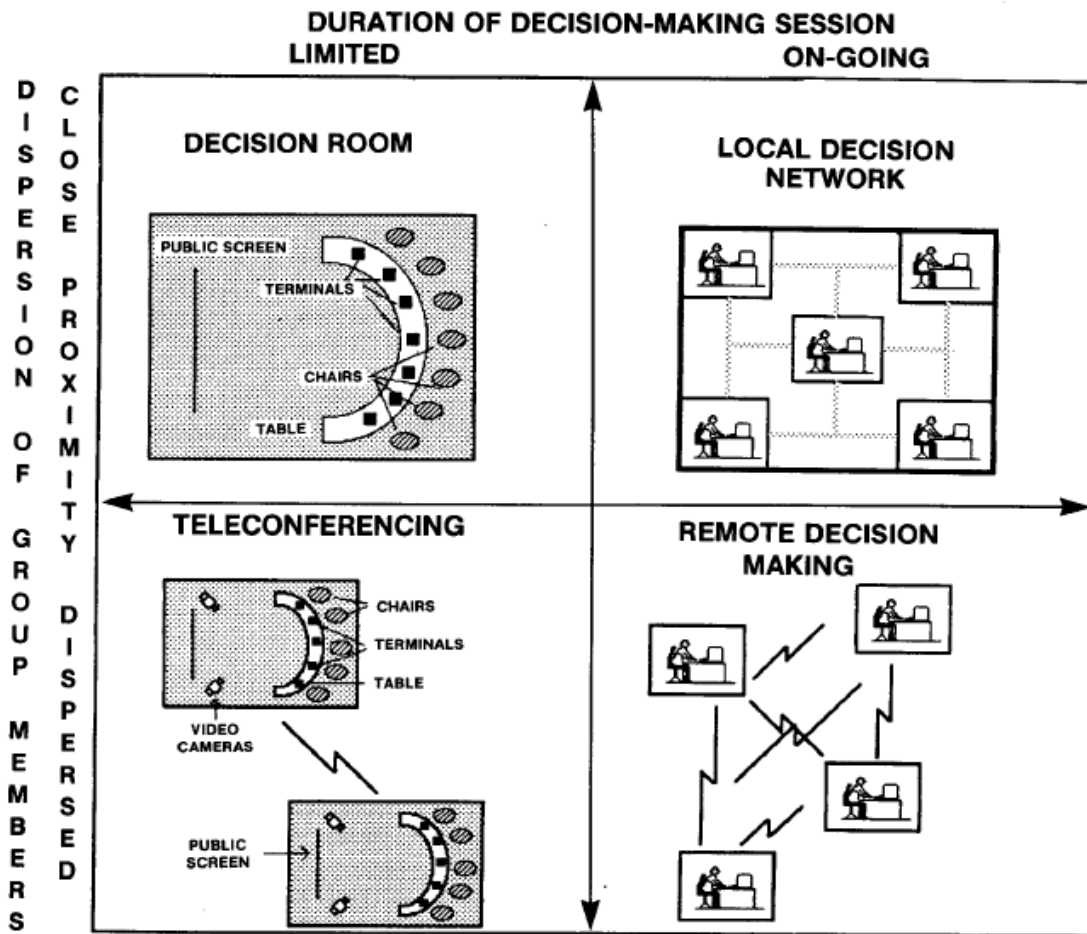 DURATION OF DECISION-MAKING SESSION
LIMITED
ON-GOING
DISPERSION OF GROUP MEMBERS
CLOSE PROXIMITY
DISPERSED
DECISION ROOM
PUBLIC SCREEN
TERMINALS
CHAIRS
TABLE
LOCAL DECISION
NETWORK
TELECONFERENCING
CHAIRS
TERMINALS
TABLE
VIDEO
CAMERAS
PUBLIC
SCREEN
REMOTE DECISION
MAKING